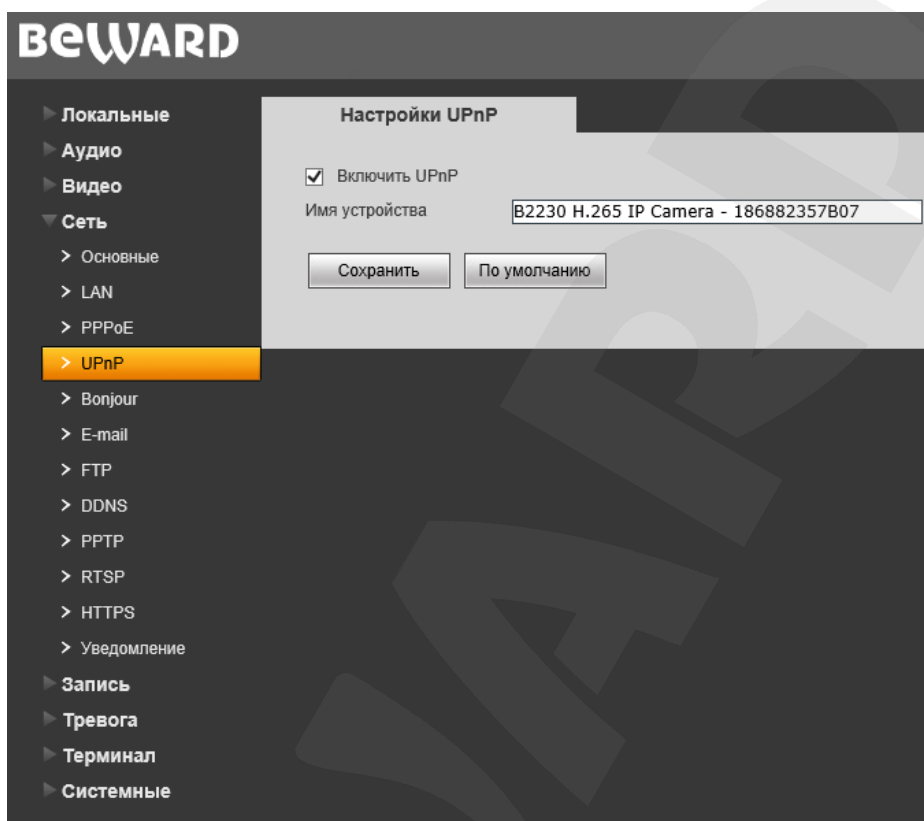 BEWARD
Локальные
Аудио
Видео
Сеть
Основные
LAN
PPPoE
UPnP
Bonjour
E-mail
FTP
DDNS
PPTP
RTSP
HTTPS
Уведомление
Запись
Тревога
Терминал
Системные
Настройки UPnP
Включить UPnP
Имя устройства B2230 H.265 IP Camera - 186882357B07
Сохранить По умолчанию